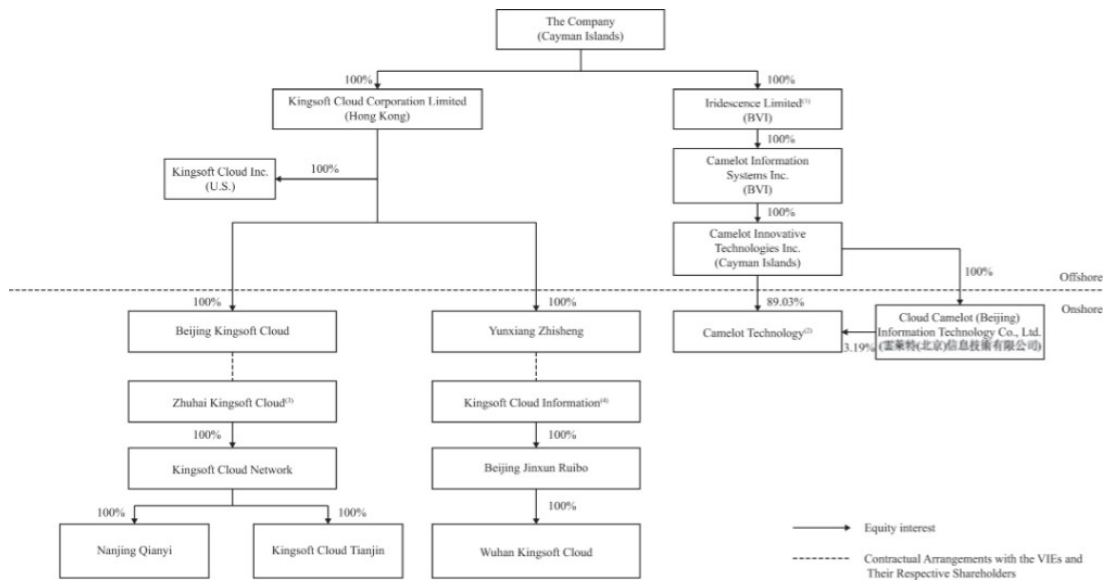 The Company
(Cayman Islands)
100%
100%
Kingsoft Cloud Corporation Limited
(Hong Kong)
Iridescence Limited(1)
(BVI)
100%
Kingsoft Cloud Inc.
(U.S.)
100%
Camelot Information
Systems Inc.
(BVI)
100%
Camelot Innovative
Technologies Inc.
(Cayman Islands)
100%
Offshore
Onshore
100%
100%
89.03%
Beijing Kingsoft Cloud
Yunxiang Zhisheng
Camelot Technology(2)
3.19%
Cloud Camelot (Beijing)
Information Technology Co., Ltd.
(雲萊特(北京)信息技術有限公司)
Zhuhai Kingsoft Cloud(3)
Kingsoft Cloud Information(4)
100%
100%
Kingsoft Cloud Network
Beijing Jinxun Ruibo
100%
100%
100%
Nanjing Qianyi
Kingsoft Cloud Tianjin
Wuhan Kingsoft Cloud
Equity interest
Contractual Arrangements with the VIEs and
Their Respective Shareholders